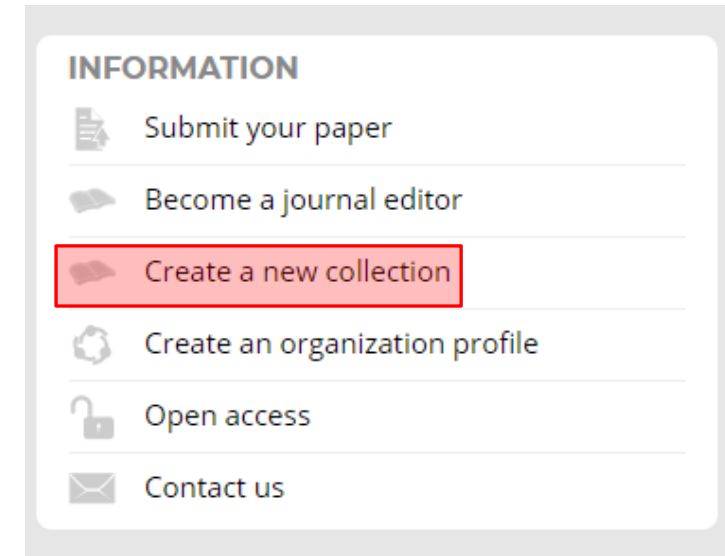 INFORMATION
Submit your paper
Become a journal editor
Create a new collection
Create an organization profile
Open access
Contact us